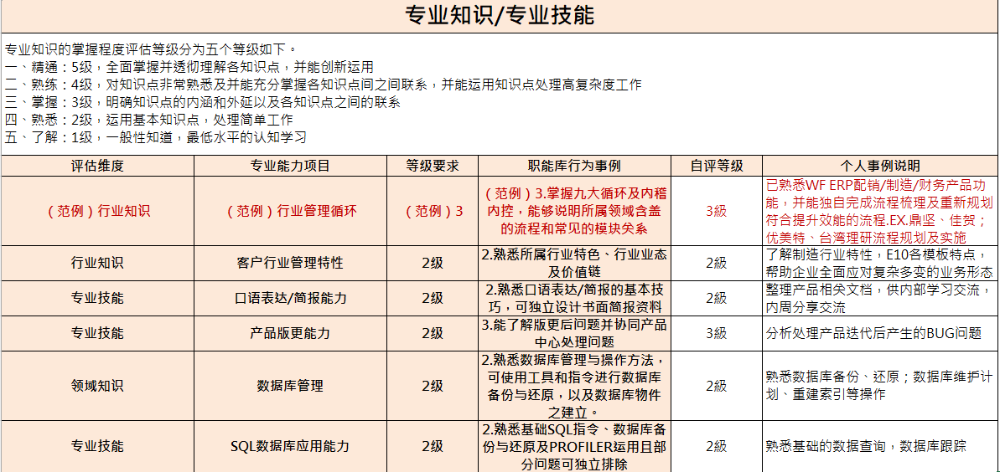 专业知识/专业技能
专业知识的掌握程度评估等级分为五个等级如下。
一、精通：5级，全面掌握并透彻理解各知识点，并能创新运用
二、熟练：4级，对知识点非常熟悉及并能充分掌握各知识点间之间联系，并能运用知识点处理高复杂度工作
三、掌握：3级，明确知识点的内涵和外延以及各知识点之间的联系
四、熟悉：2级，运用基本知识点，处理简单工作
五、了解：1级，一般性知道，最低水平的认知学习
评估维度 专业能力项目 等级要求 职能库行为事例 自评等级 个人事例说明
（范例）行业知识 （范例）行业管理循环 （范例）3
（范例）3.掌握九大循环及内稽
内控，能够说明所属领域含盖
的流程和常见的模块关系
3級
已熟悉WF ERP配销/制造/财务产品功
能，并能独自完成流程梳理及重新规划
符合提升效能的流程.EX.鼎坚、佳贺；
优美特、台湾理研流程规划及实施
行业知识 客户行业管理特性 2级
2.熟悉所属行业特色、行业业态
及价值链
2級
了解制造行业特性，E10各模板特点，
帮助企业全面应对复杂多变的业务形态
专业技能 口语表达/简报能力 2级
2.熟悉口语表达/简报的基本技
巧，可独立设计书面简报资料
2級
整理产品相关文档，供内部学习交流，
内周分享交流
专业技能 产品版更能力 2级
3.能了解版更后问题并协同产品
中心处理问题
3級
分析处理产品迭代后产生的BUG问题
领域知识 数据库管理 2级
2.熟悉数据库管理与操作方法，
可使用工具和指令进行数据库
备份与还原，以及数据库物件
之建立。
2級
熟悉数据库备份、还原；数据库维护计
划、重建索引等操作
专业技能 SQL数据库应用能力 2级
2.熟悉基础SQL指令、数据库备
份与还原及PROFILER运用且部
分问题可独立排除
2級
熟悉基础的数据查询，数据库跟踪